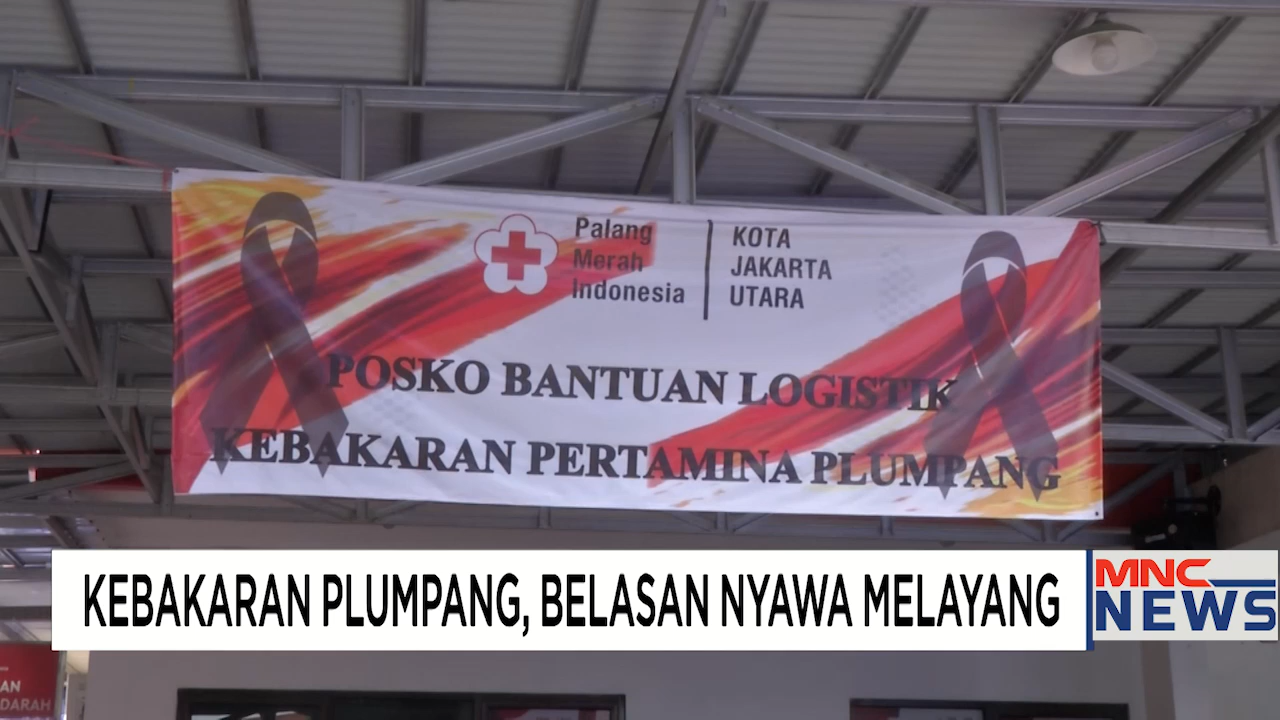 Palang
Merah
Indonesia
KOTA
JAKARTA
UTARA
POSKO BANTUAN LOGISTIK
KEBAKARAN PERTAMINA PLUMPANG
KEBAKARAN PLUMPANG, BELASAN NYAWA MELAYANG
MNC
NEWS
DARAH